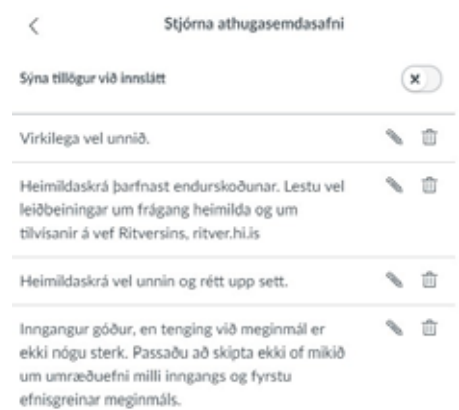 Stjórna athugasemdasafni
Sýna tillögur við innslátt
Virkilega vel unnið.
Heimildaskrá þarfnast endurskoðunar. Lestu vel
leiðbeiningar um frágang heimilda og um
tilvísanir á vef Ritversins, ritver.hi.is
Heimildaskrá vel unnin og rétt upp sett.
Inngangur góður, en tenging við meginmál er
ekki nógu sterk. Passaðu að skipta ekki of mikið
um umræðuefni milli inngangs og fyrstu
efnisgreinar meginmáls.